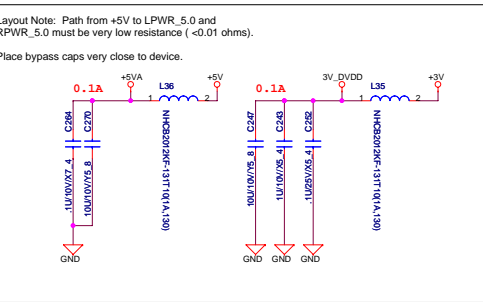 Layout Note: Path from +5V to LPWR_5.0 and
RPWR_5.0 must be very low resistance ( <0.01 ohms).
Place bypass caps very close to device.
0.1A
+5VA
L36
+5V
1
2
C264
C270
.1U/10V/X7_4
10U/10V/Y5_8
NHCB2012KF-131T10(1A,130)
GND
0.1A
3V_DVDD
L35
+3V
1
2
C247
C243
C252
10U/10V/Y5_8
1U/10V/X5_4
.1U/25V/X5_4
NHCB2012KF-131T10(1A,130)
GND
GND
GND